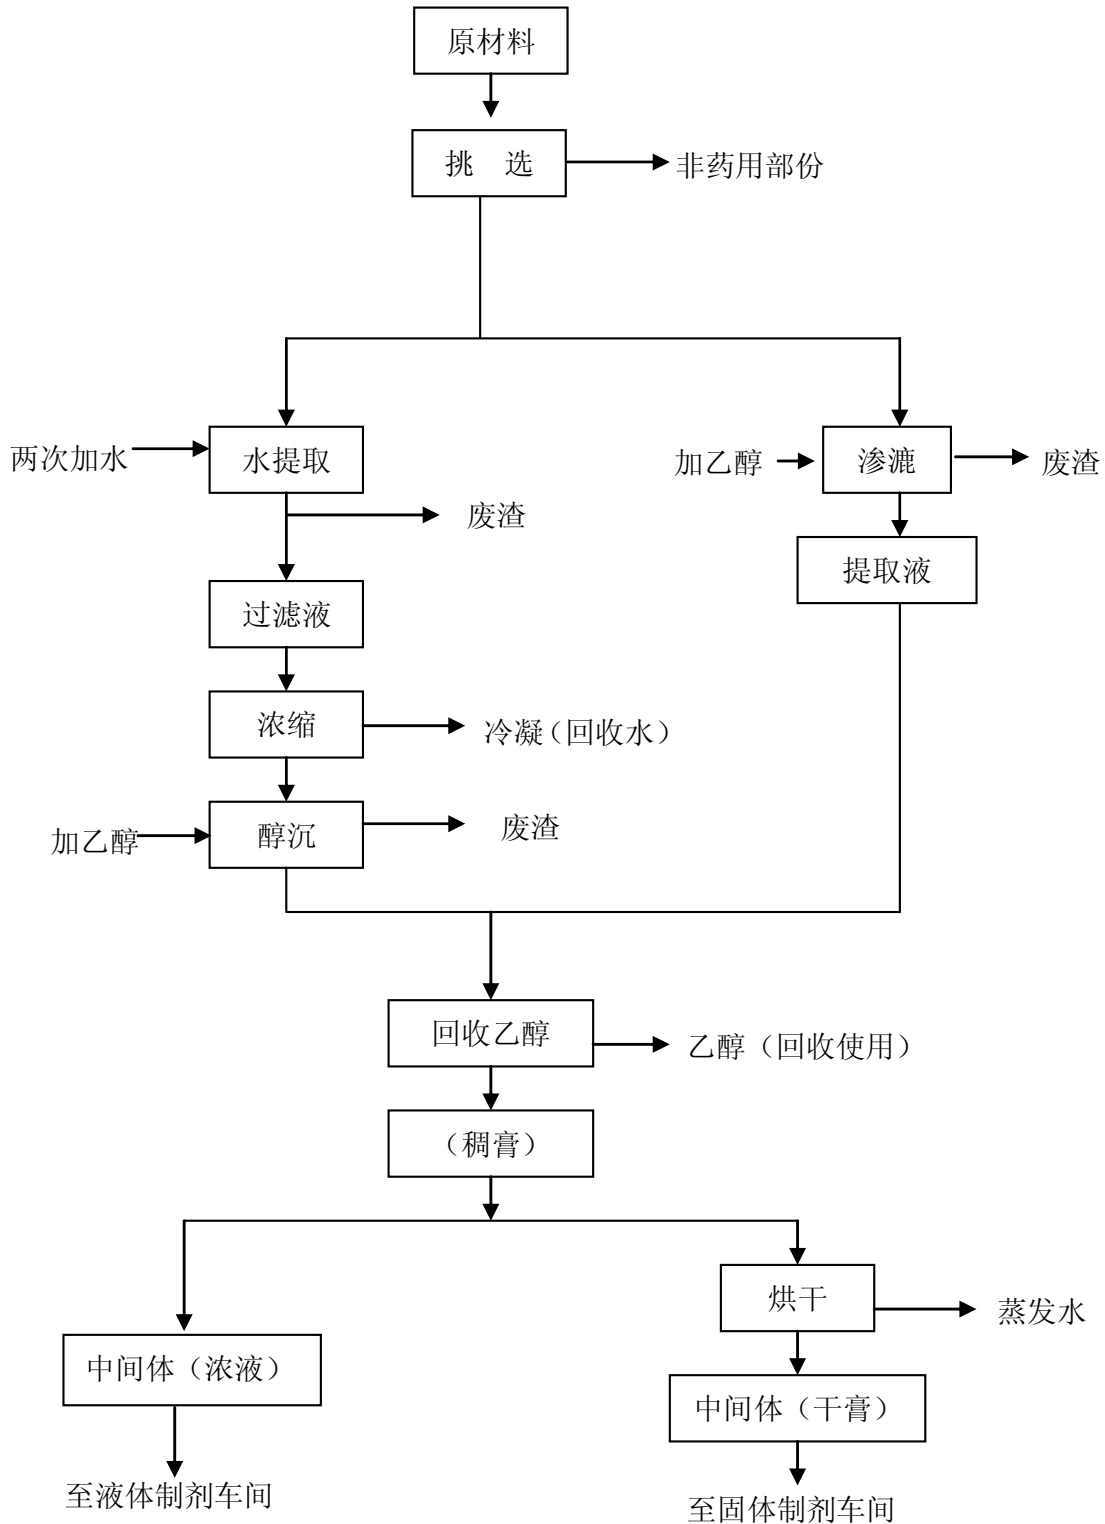 原材料
挑 选
非药用部份
两次加水
水提取
加乙醇
渗漉
废渣
废渣
提取液
过滤液
浓缩
冷凝（回收水）
加乙醇
醇沉
废渣
回收乙醇
乙醇（回收使用）
（稠膏）
烘干
蒸发水
中间体（浓液）
中间体（干膏）
至液体制剂车间
至固体制剂车间